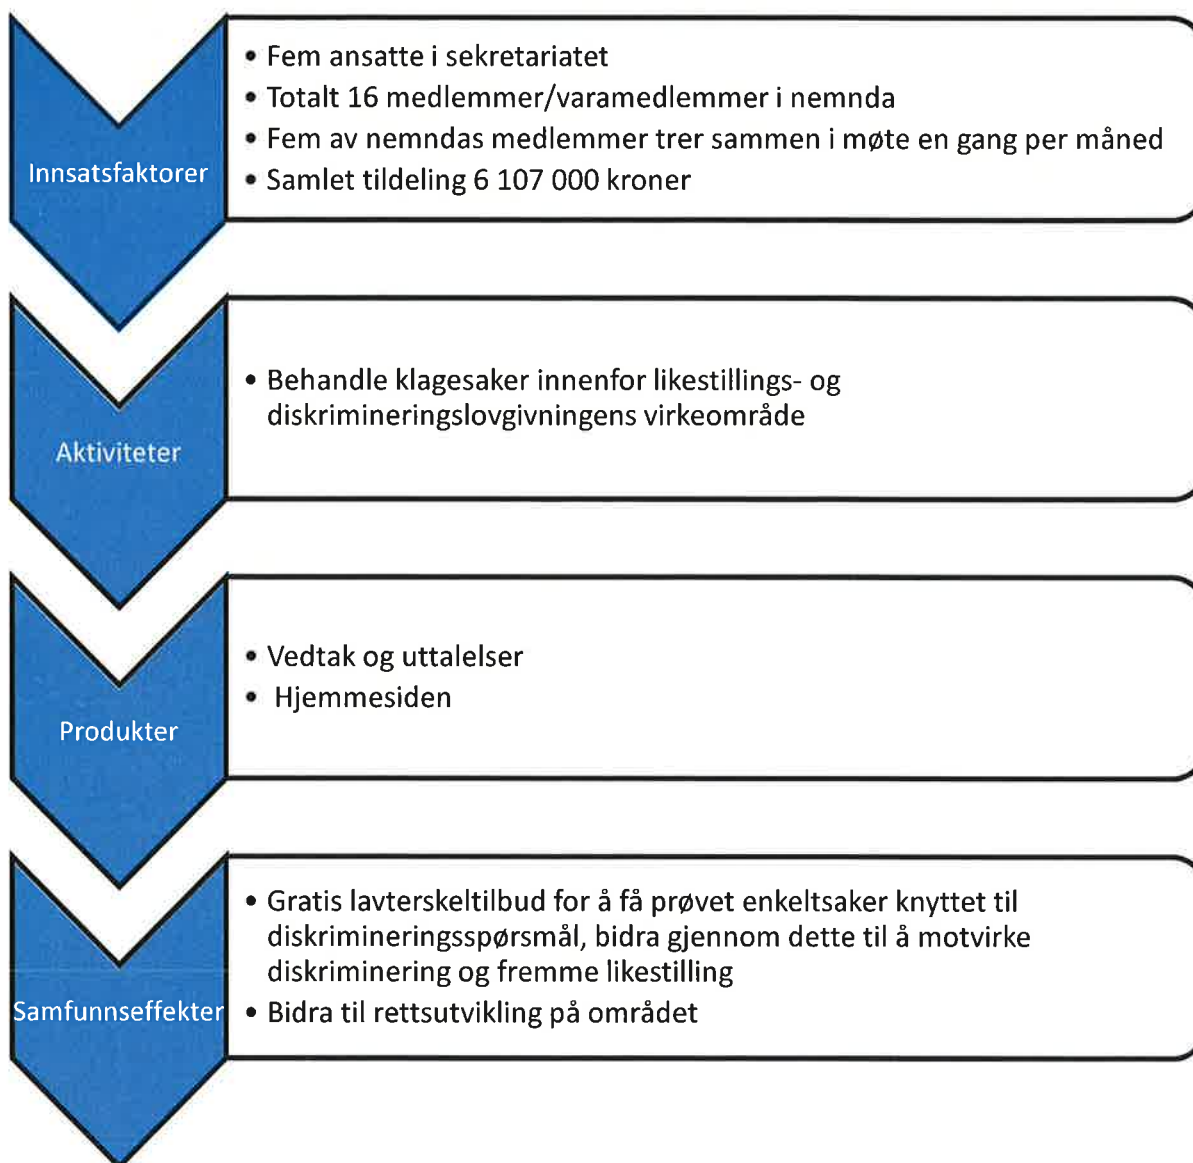 Innsatsfaktorer
• Fem ansatte i sekretariatet
• Totalt 16 medlemmer/varamedlemmer i nemnda
• Fem av nemndas medlemmer trer sammen i møte en gang per måned
• Samlet tildeling 6 107 000 kroner
Aktiviteter
• Behandle klagesaker innenfor likestillings- og
diskrimineringslovgivningens virkeområde
Produkter
• Vedtak og uttalelser
• Hjemmesiden
Samfunnseffekter
• Gratis lavterskeltilbud for å få prøvet enkeltsaker knyttet til
diskrimineringsspørsmål, bidra gjennom dette til å motvirke
diskriminering og fremme likestilling
• Bidra til rettsutvikling på området